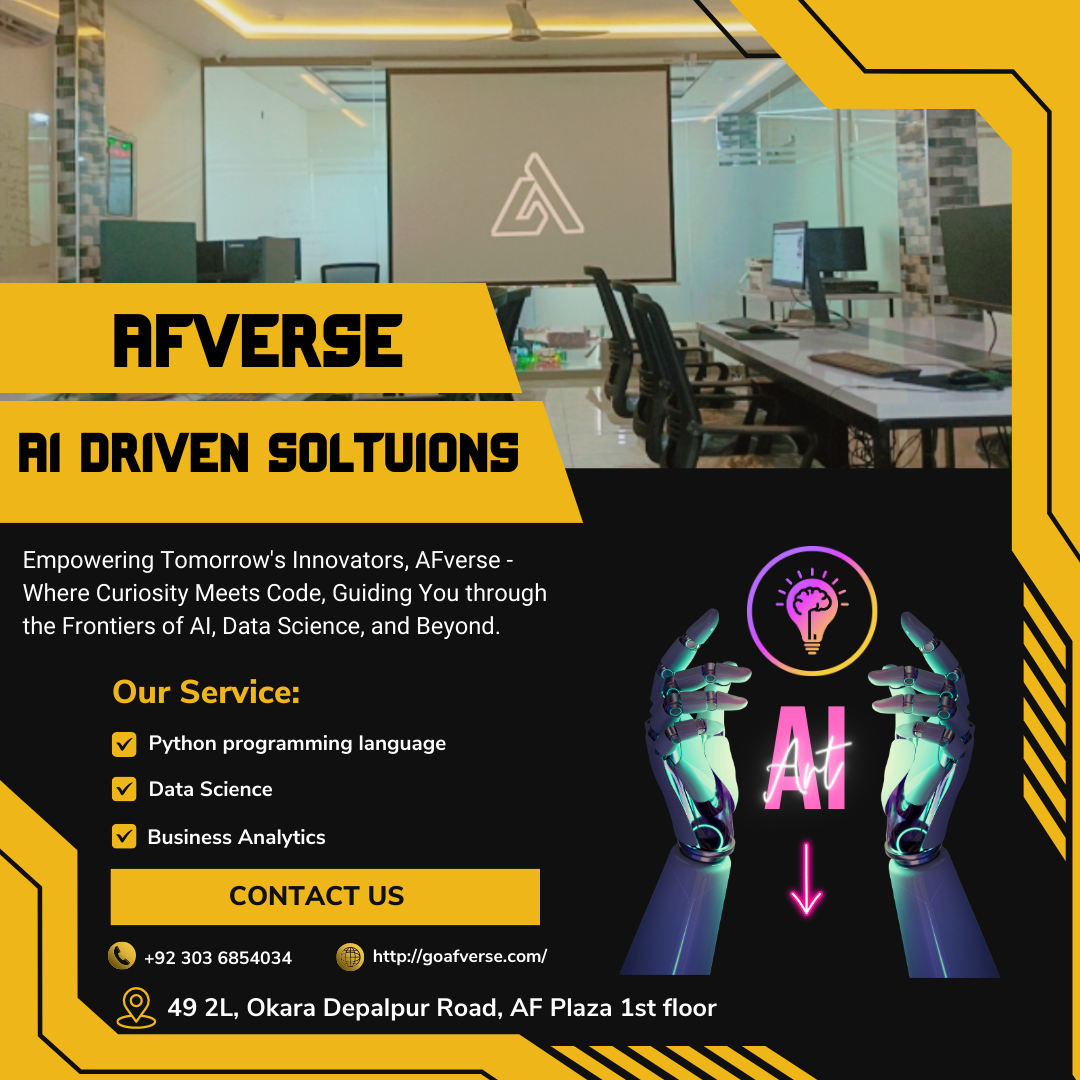 AFVERSE
AI DRIVEN SOLTUIONS
Empowering Tomorrow's Innovators, AFverse -
Where Curiosity Meets Code, Guiding You through
the Frontiers of AI, Data Science, and Beyond.
Our Service:
Python programming language
Data Science
Business Analytics
AI
Art
CONTACT US
+92 303 6854034
http://goafverse.com/
49 2L, Okara Depalpur Road, AF Plaza 1st floor